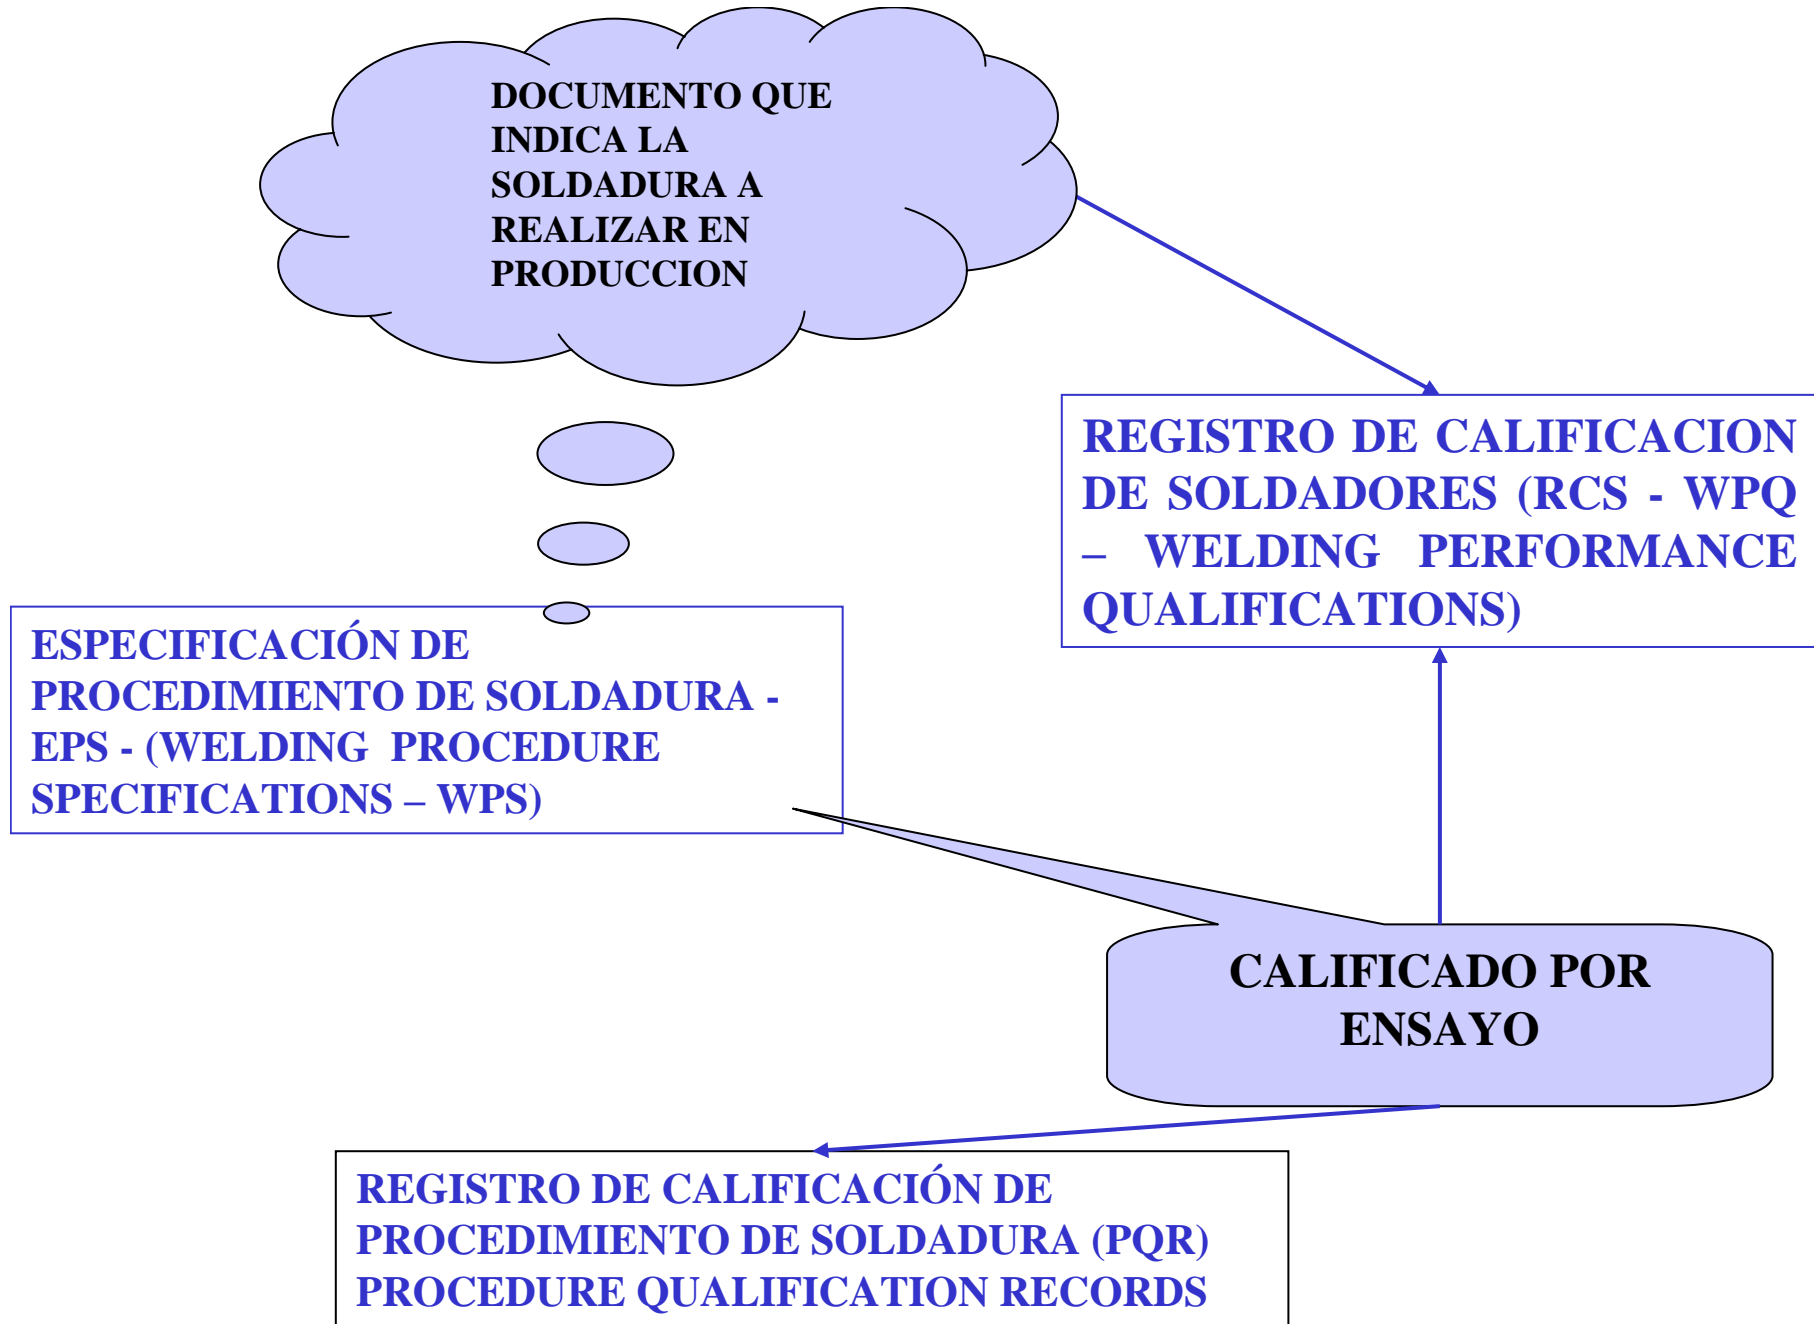 DOCUMENTO QUE
INDICA LA
SOLDADURA A
REALIZAR EN
PRODUCCION
REGISTRO DE CALIFICACION
DE SOLDADORES (RCS - WPQ
– WELDING PERFORMANCE
QUALIFICATIONS)
ESPECIFICACIÓN DE
PROCEDIMIENTO DE SOLDADURA -
EPS - (WELDING PROCEDURE
SPECIFICATIONS – WPS)
CALIFICADO POR
ENSAYO
REGISTRO DE CALIFICACIÓN DE
PROCEDIMIENTO DE SOLDADURA (PQR)
PROCEDURE QUALIFICATION RECORDS